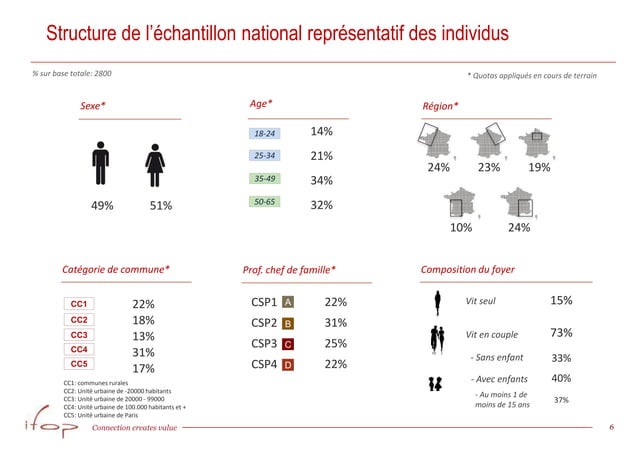 Structure de l'échantillon national représentatif des individus
% sur base totale: 2800
* Quotas appliqués en cours de terrain
Sexe*
49% 51%
Age*
18-24 14%
25-34 21%
35-49 34%
50-65 32%
Région*
24% 23% 19%
10% 24%
Catégorie de commune*
CC1 22%
CC2 18%
CC3 13%
CC4 31%
CC5 17%
CC1: communes rurales
CC2: Unité urbaine de -20000 habitants
CC3: Unité urbaine de 20000 - 99000
CC4: Unité urbaine de 100.000 habitants et +
CC5: Unité urbaine de Paris
Prof. chef de famille*
CSP1 A 22%
CSP2 B 31%
CSP3 C 25%
CSP4 D 22%
Composition du foyer
Vit seul 15%
Vit en couple 73%
- Sans enfant 33%
- Avec enfants 40%
- Au moins 1 de
moins de 15 ans 37%
ifop
Connection creates value
6